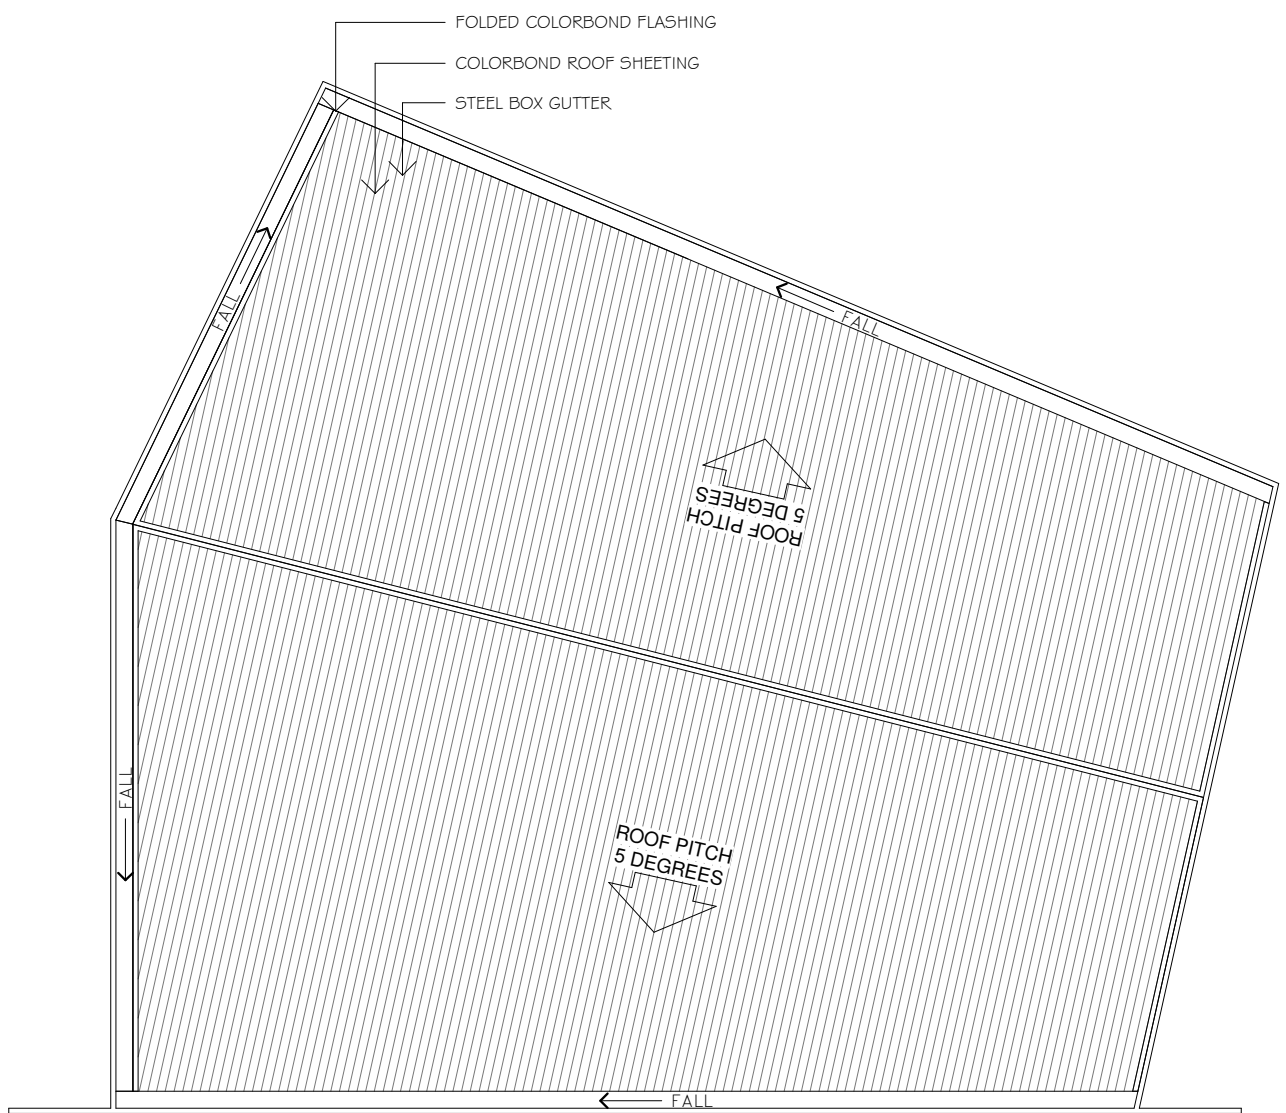 FOLDED COLORBOND FLASHING
COLORBOND ROOF SHEETING
STEEL BOX GUTTER
FALL
FALL
ROOF PITCH
5 DEGREES
FALL
ROOF PITCH
5 DEGREES
FALL